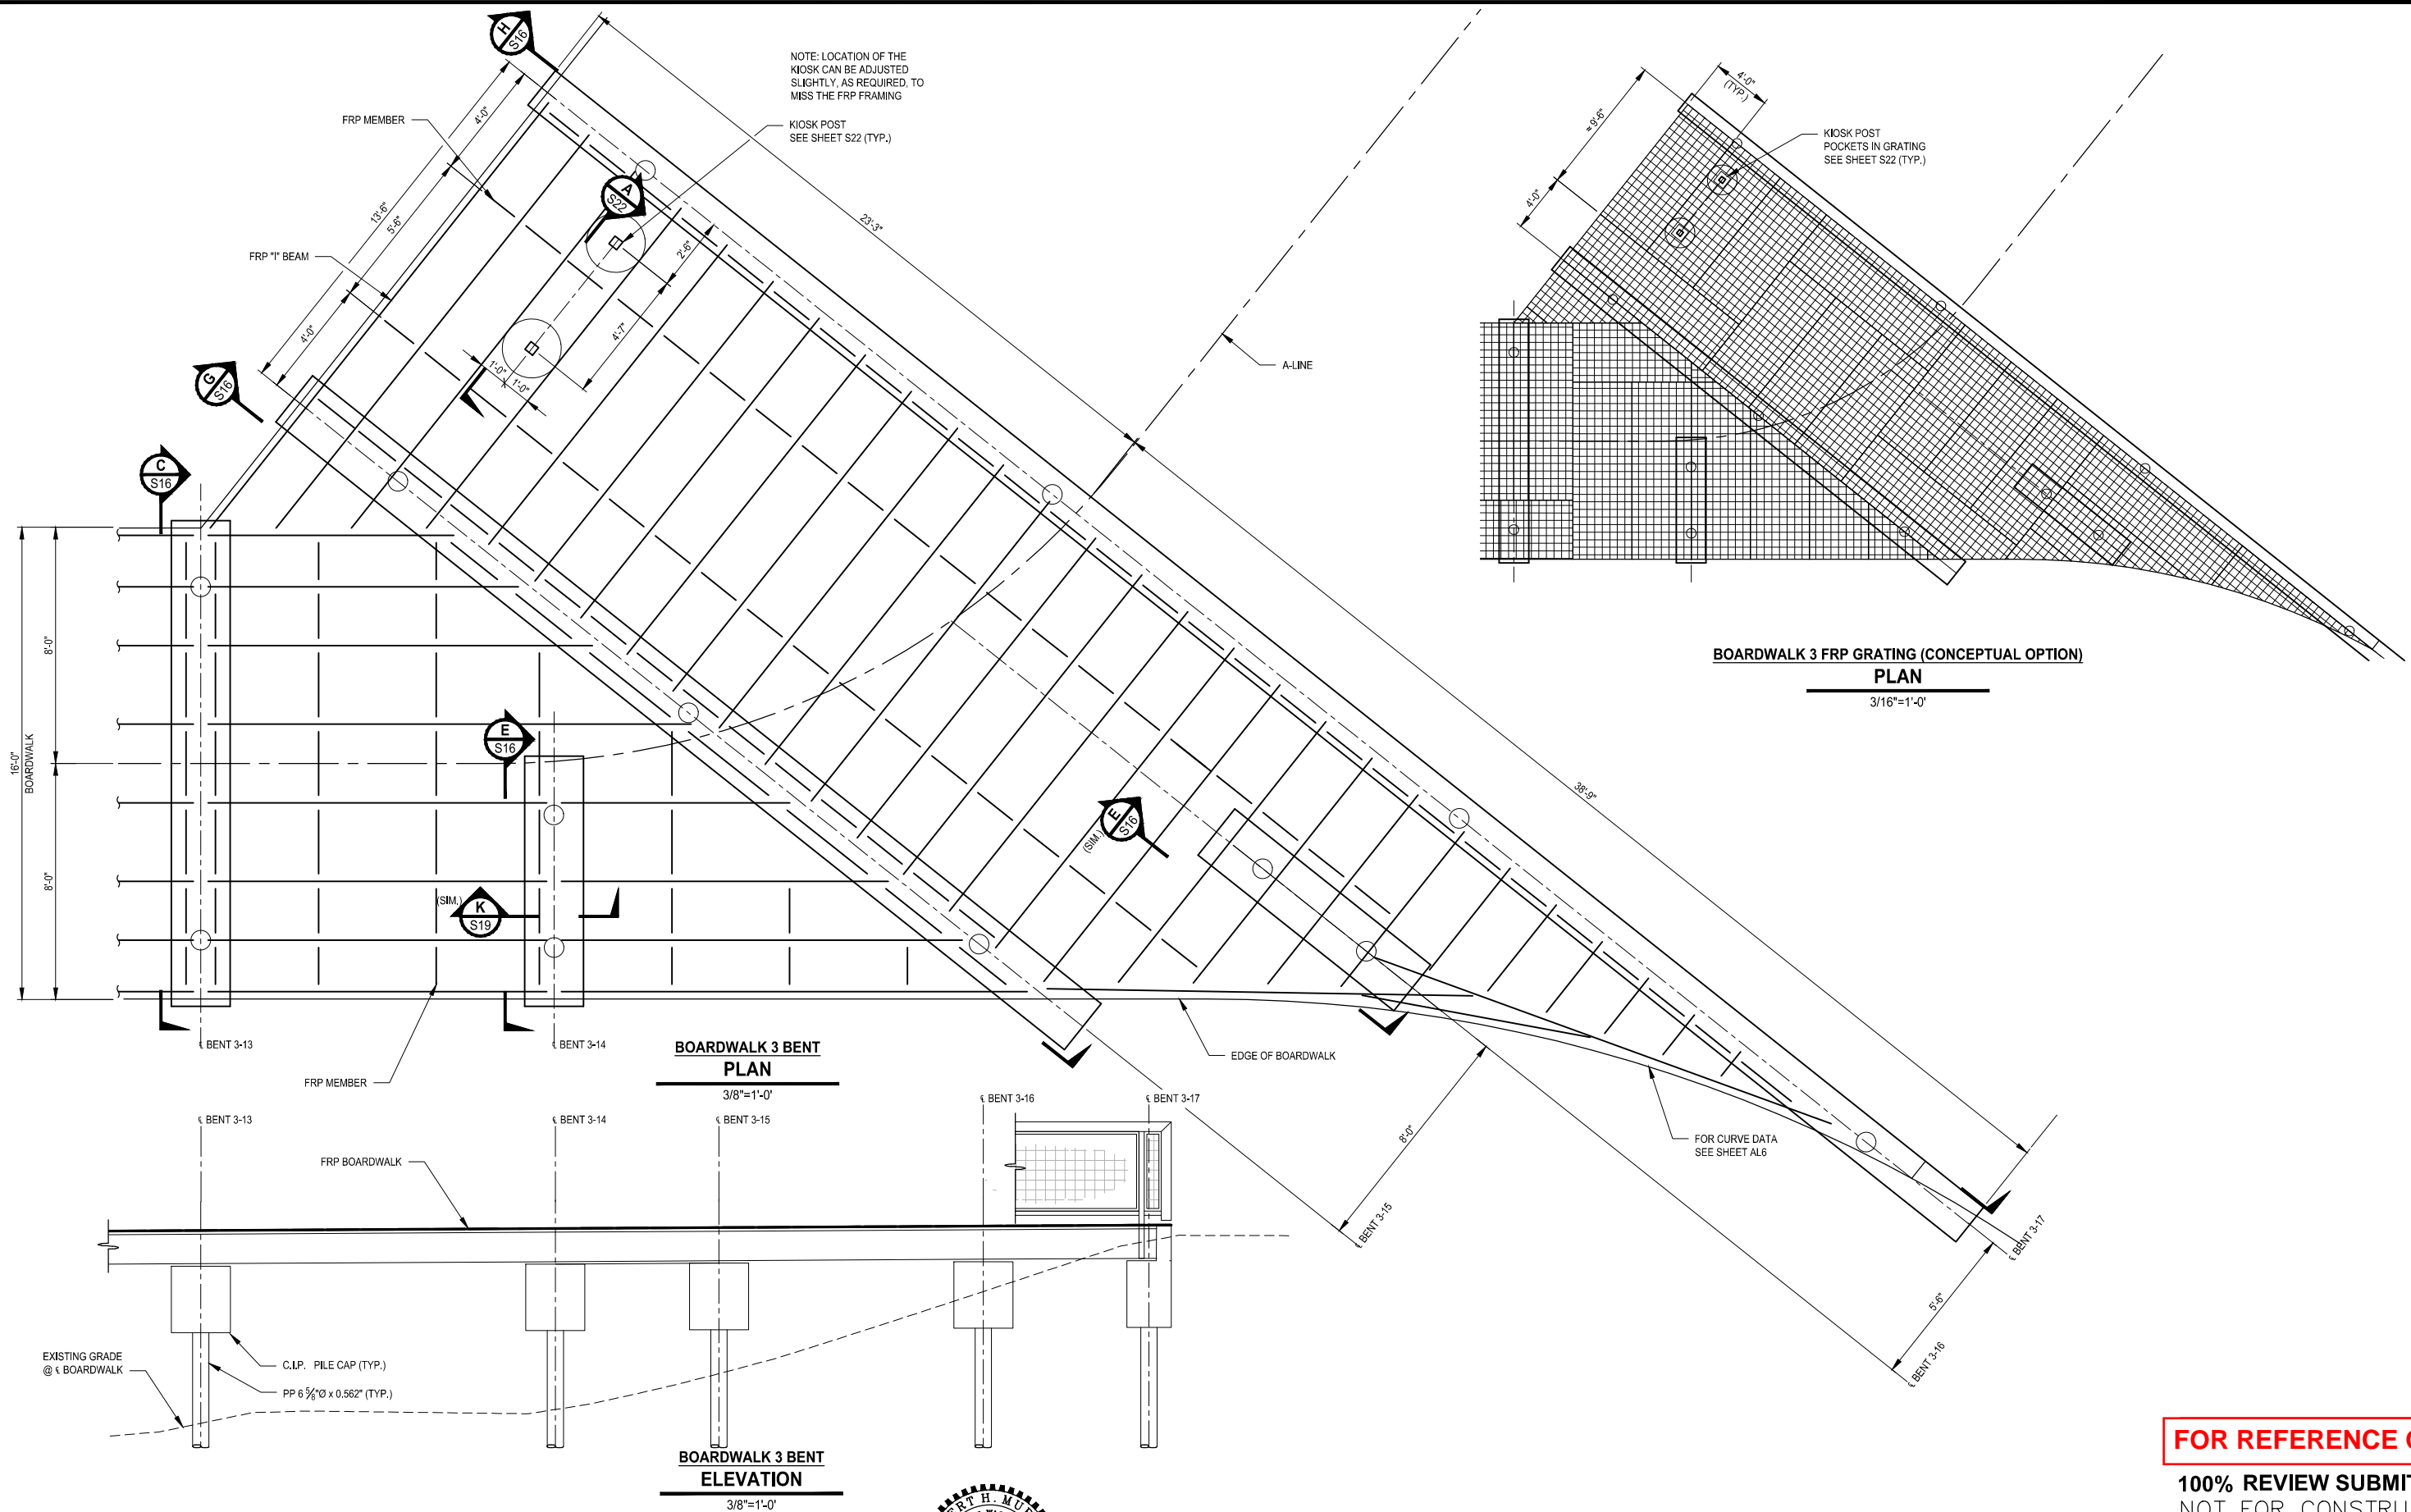 H
S16
NOTE: LOCATION OF THE
KIOSK CAN BE ADJUSTED
SLIGHTLY, AS REQUIRED, TO
MISS THE FRP FRAMING
KIOSK POST
SEE SHEET S22 (TYP.)
FRP MEMBER
FRP "I" BEAM
4'-0"
13'-6"
5'-6"
4'-0"
A
S22
2'-6"
4'-7"
1'-0"
1'-0"
23'-3"
A-LINE
G
S16
C
S16
16'-0"
BOARDWALK
8'-0"
8'-0"
E
S16
(SIM.)
K
S19
(SIM.)
E
S16
38'-9"
℄ BENT 3-13
℄ BENT 3-14
FRP MEMBER
EDGE OF BOARDWALK
FOR CURVE DATA
SEE SHEET AL6
8'-0"
5'-6"
℄ BENT 3-15
℄ BENT 3-16
℄ BENT 3-17
BOARDWALK 3 BENT
PLAN
3/8"=1'-0"
4'-0"
(TYP.)
≈ 9'-6"
4'-0"
KIOSK POST
POCKETS IN GRATING
SEE SHEET S22 (TYP.)
BOARDWALK 3 FRP GRATING (CONCEPTUAL OPTION)
PLAN
3/16"=1'-0"
℄ BENT 3-13
℄ BENT 3-14
℄ BENT 3-15
℄ BENT 3-16
℄ BENT 3-17
FRP BOARDWALK
EXISTING GRADE
@ ℄ BOARDWALK
C.I.P. PILE CAP (TYP.)
PP 6 5/8"Ø x 0.562" (TYP.)
BOARDWALK 3 BENT
ELEVATION
3/8"=1'-0"
FOR REFERENCE
100% REVIEW
NOT FOR